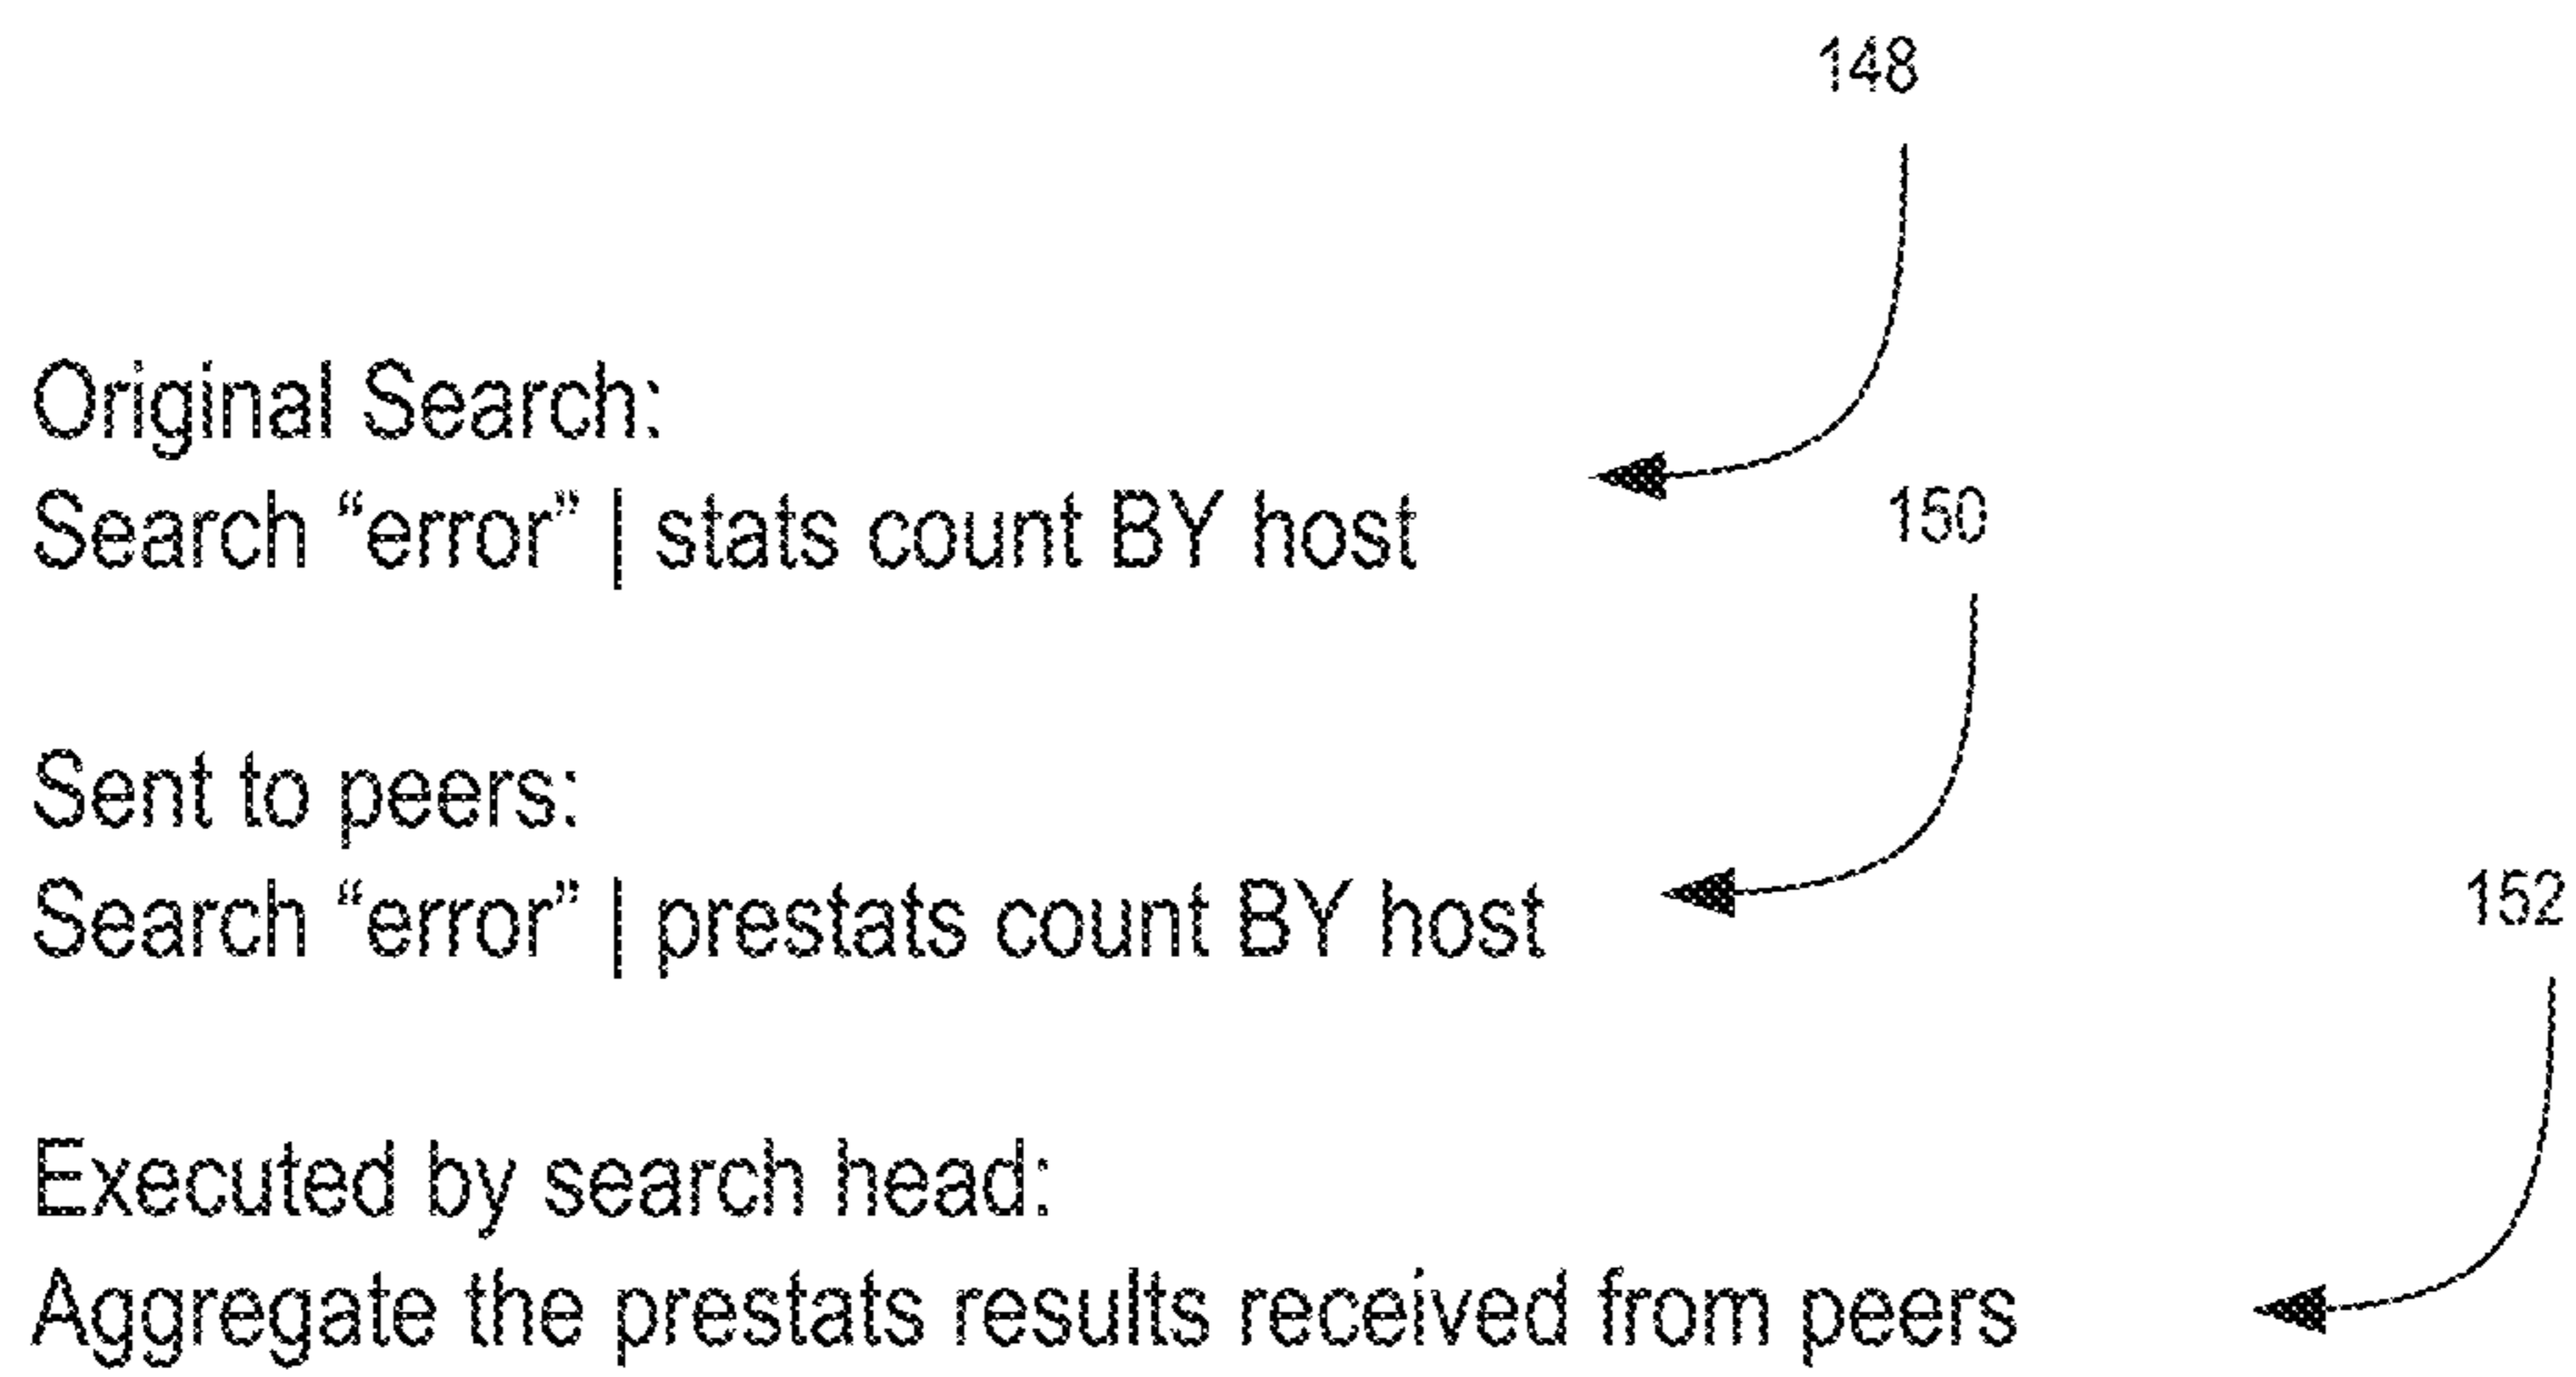 148
Original Search:
Search “error” | stats count BY host
150
Sent to peers:
Search “error” | prestats count BY host
152
Executed by search head:
Aggregate the prestats results received from peers